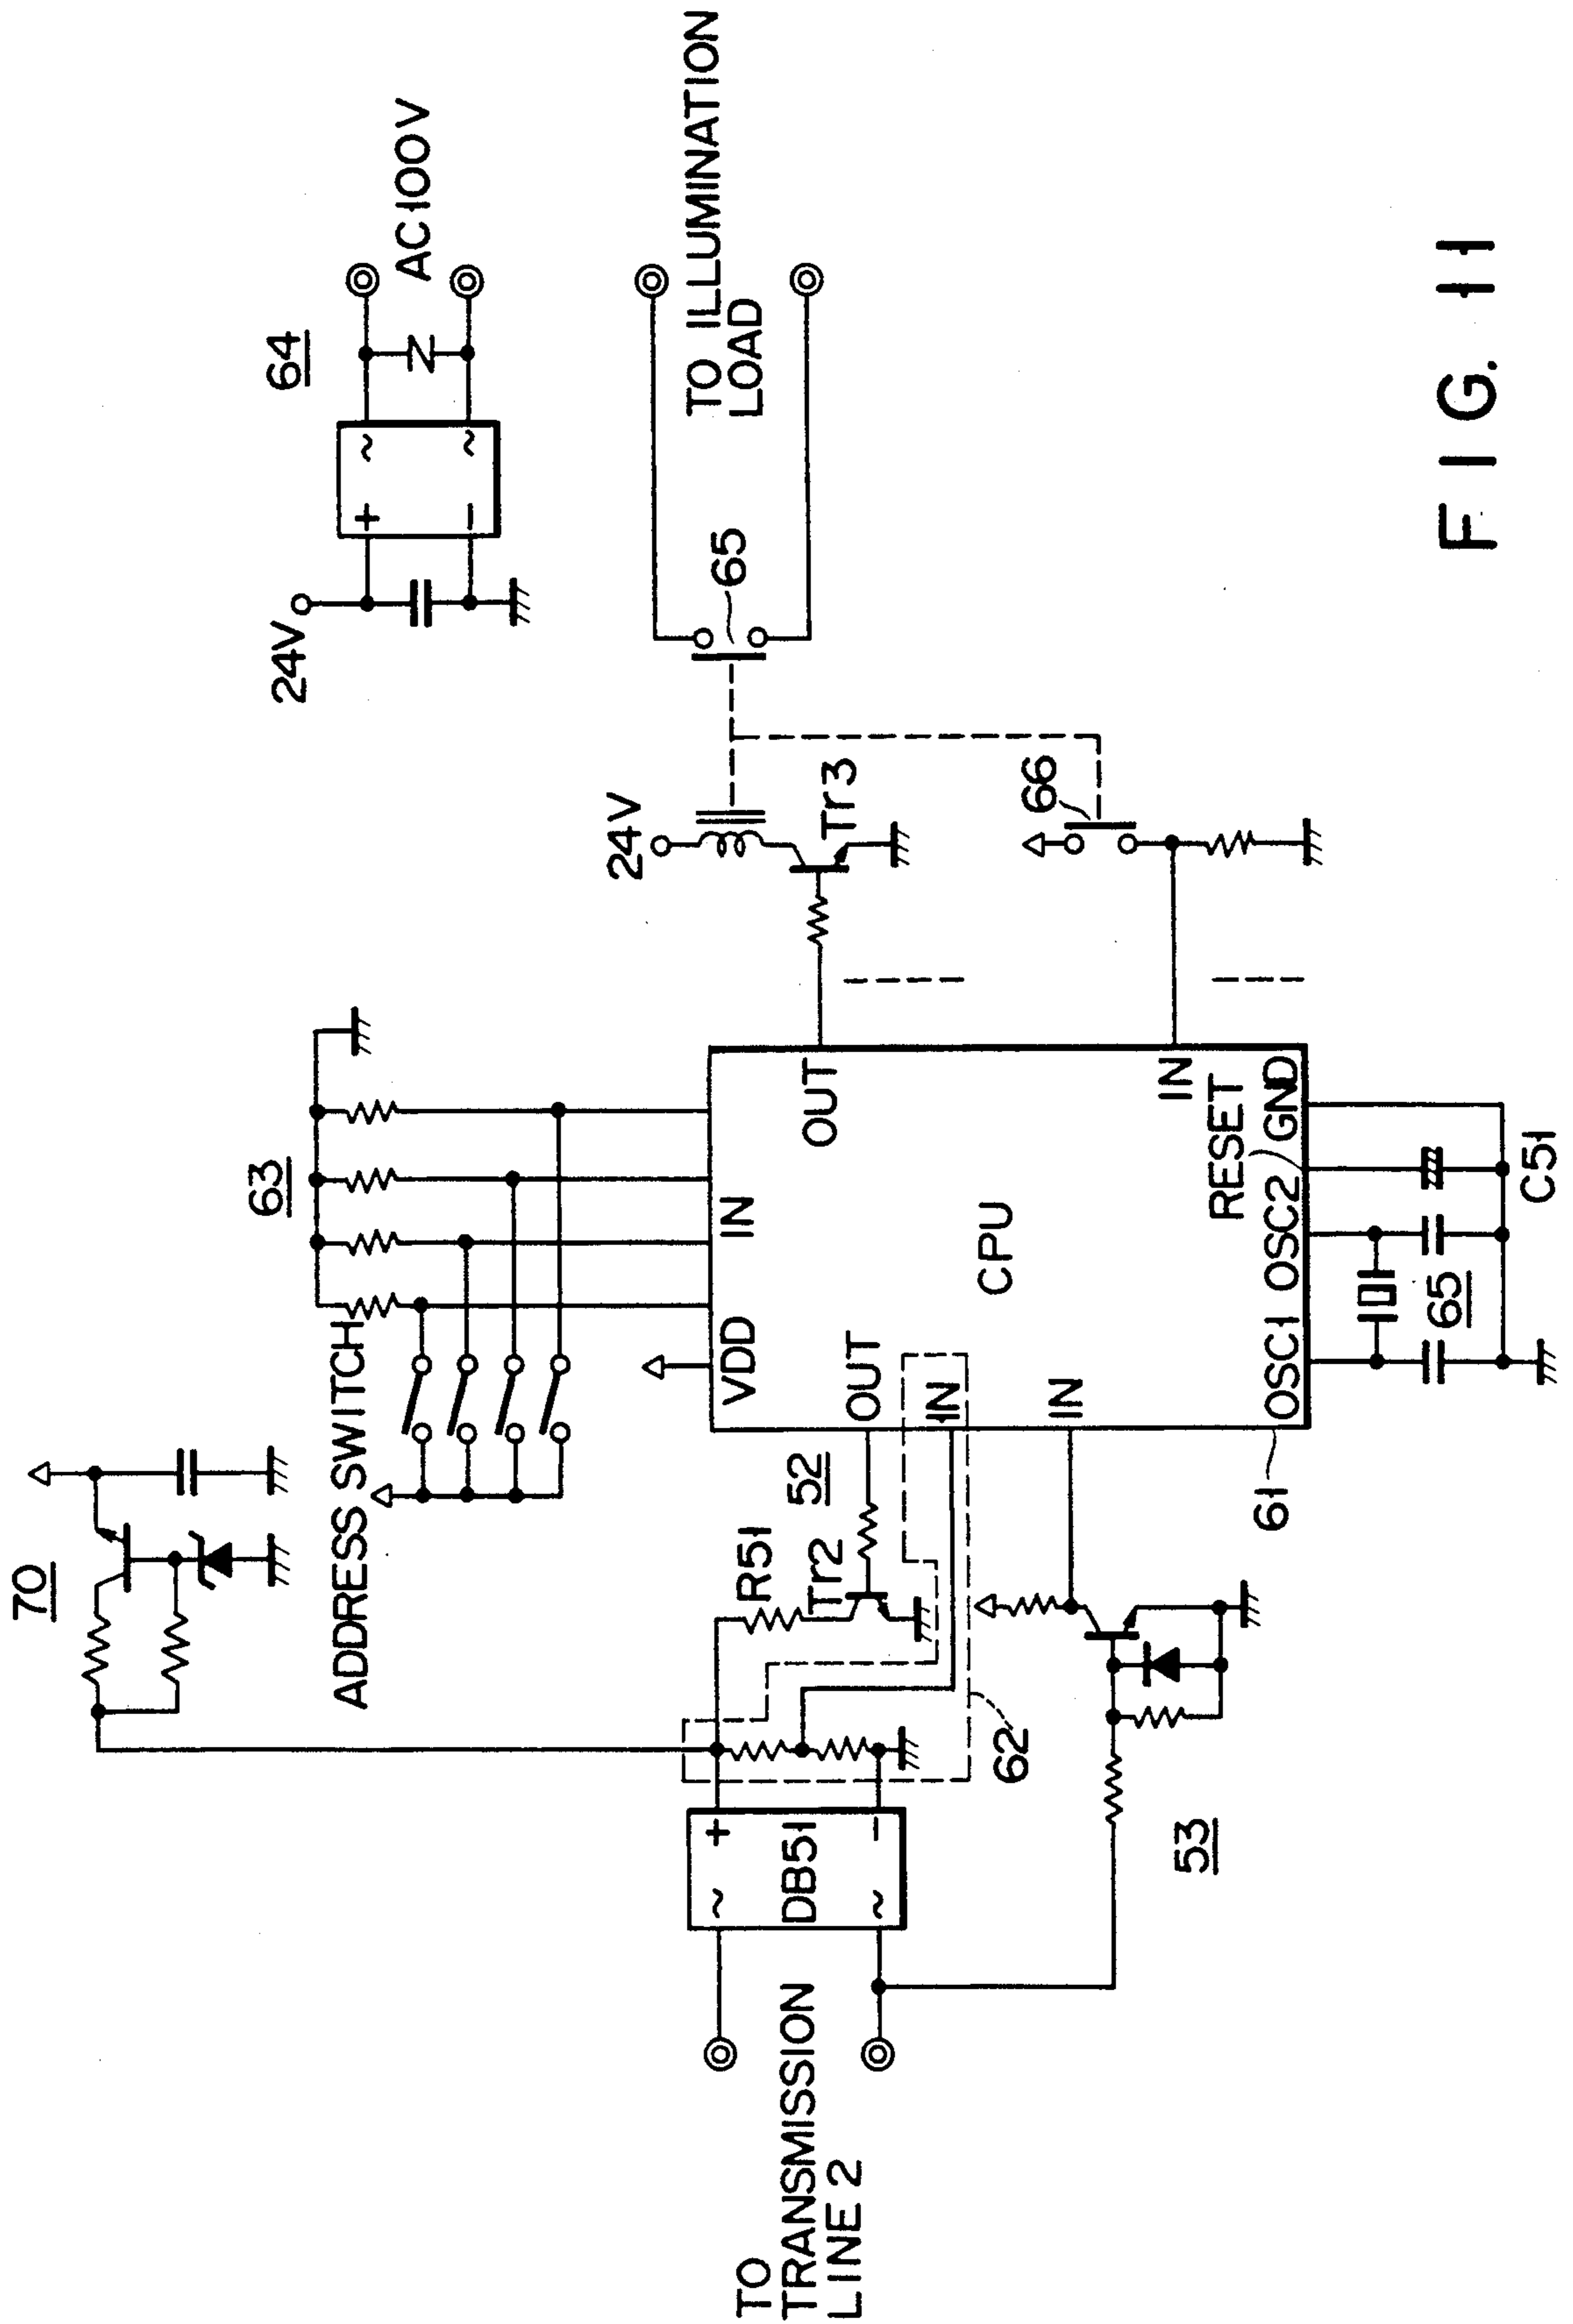 70
ADDRESS SWITCH
63
24V
64
AC100V
+
~
−
~
24V
65
TO ILLUMINATION
LOAD
Tr3
66
VDD
IN
OUT
OUT
IN
IN
IN
CPU
RESET
OSC1
OSC2
GND
65
C51
61
52
R51
Tr2
62
~
+
DB51
~
−
53
TO
TRANSMISSION
LINE 2
FIG. 11